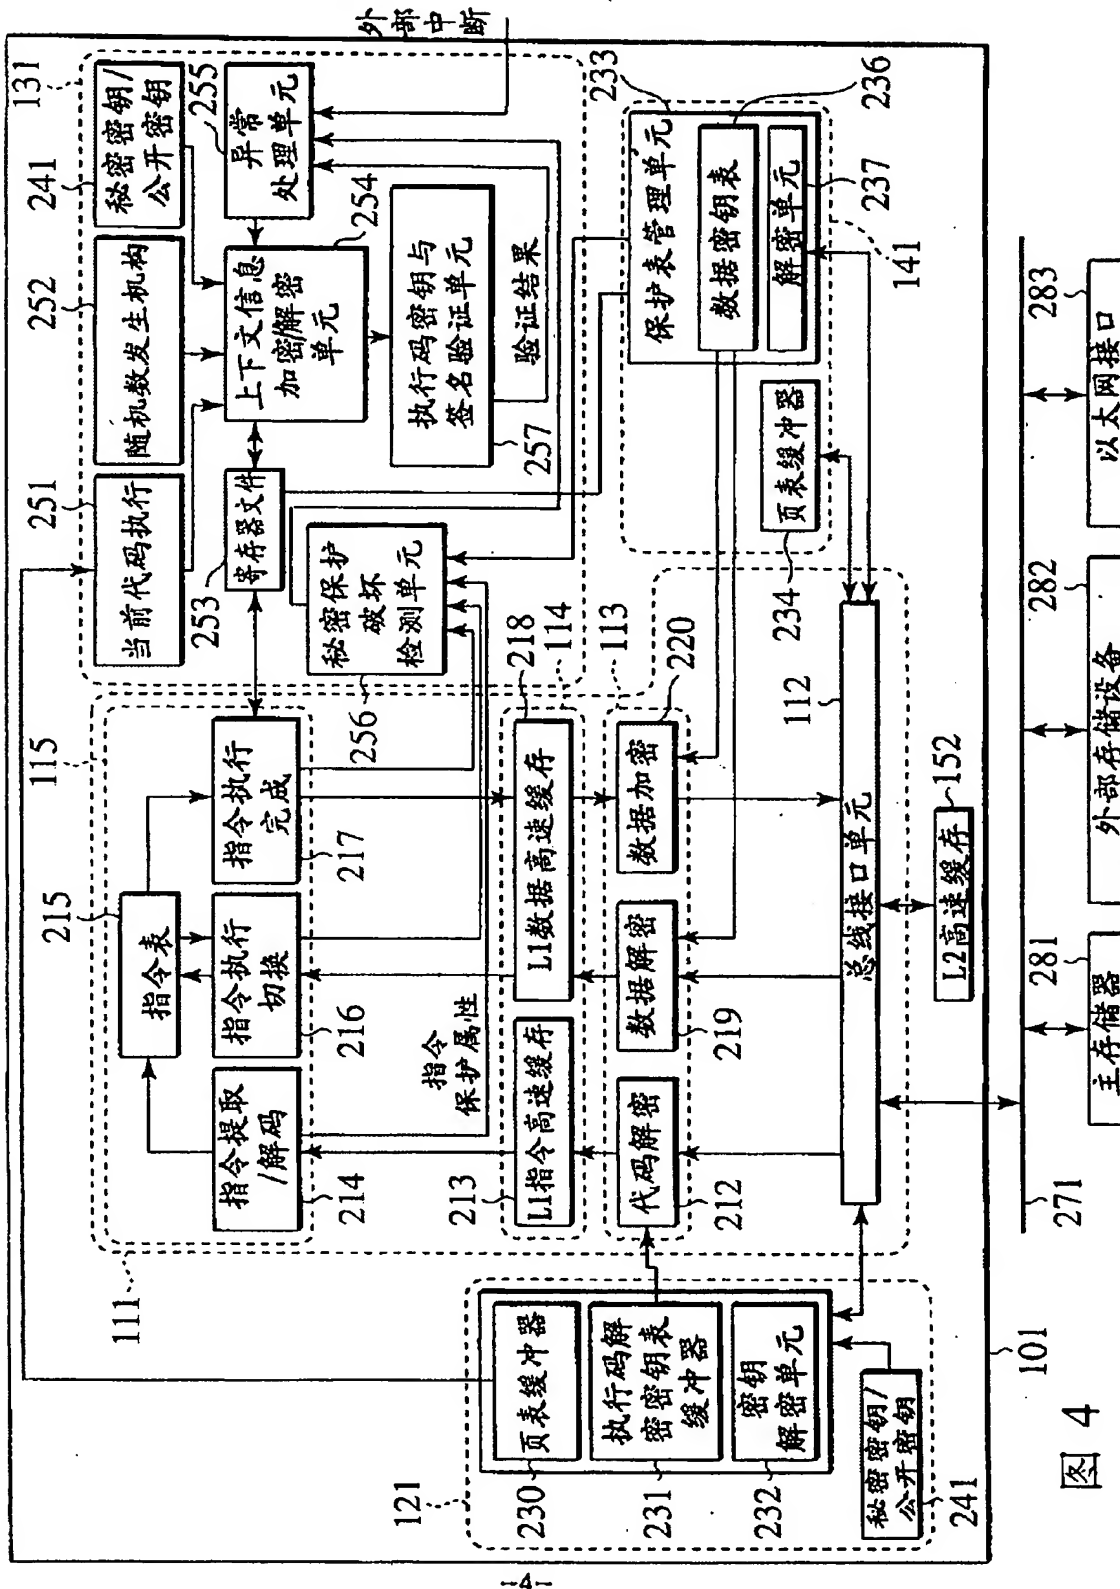 外部中断
131
秘密密钥/
公开密钥
241
随机数发生机构
252
当前代码执行
251
异常
处理单元
255
上下文信息
加密/解密
单元
254
寄存器文件
253
执行码密钥与
签名验证单元
257
验证结果
秘密保护
破坏
检测单元
256
115
指令表
215
指令提取
/解码
214
指令执行
切换
216
指令执行
完成
217
指令
保护属性
111
L1指令高速缓存
213
L1数据高速缓存
218
114
代码解密
212
数据解密
219
数据加密
220
113
保护表管理单元
233
数据密钥表
236
解密单元
237
页表缓冲器
234
141
总线接口单元
112
L2高速缓存
152
121
页表缓冲器
230
执行码解
密密钥表
缓冲器
231
密钥
解密单元
232
秘密密钥/
公开密钥
241
101
271
主存储器
281
外部存储设备
282
以太网接口
283
图 4
-4-